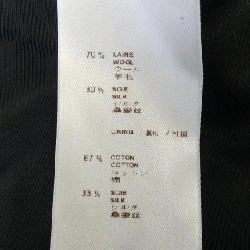 70 % LAINE
WOOL
ウール
羊毛
30 % SOIE
SILK
シルク
桑蚕丝
67 % COTON
COTTON
コットン
棉
33 % SOIE
SILK
シルク
桑蚕丝